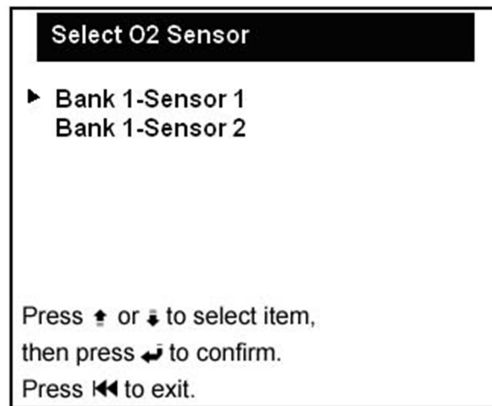 Select O2 Sensor
Bank 1-Sensor 1
Bank 1-Sensor 2
Press ⬆ or ⬇ to select item,
then press ↵ to confirm.
Press ⏮ to exit.